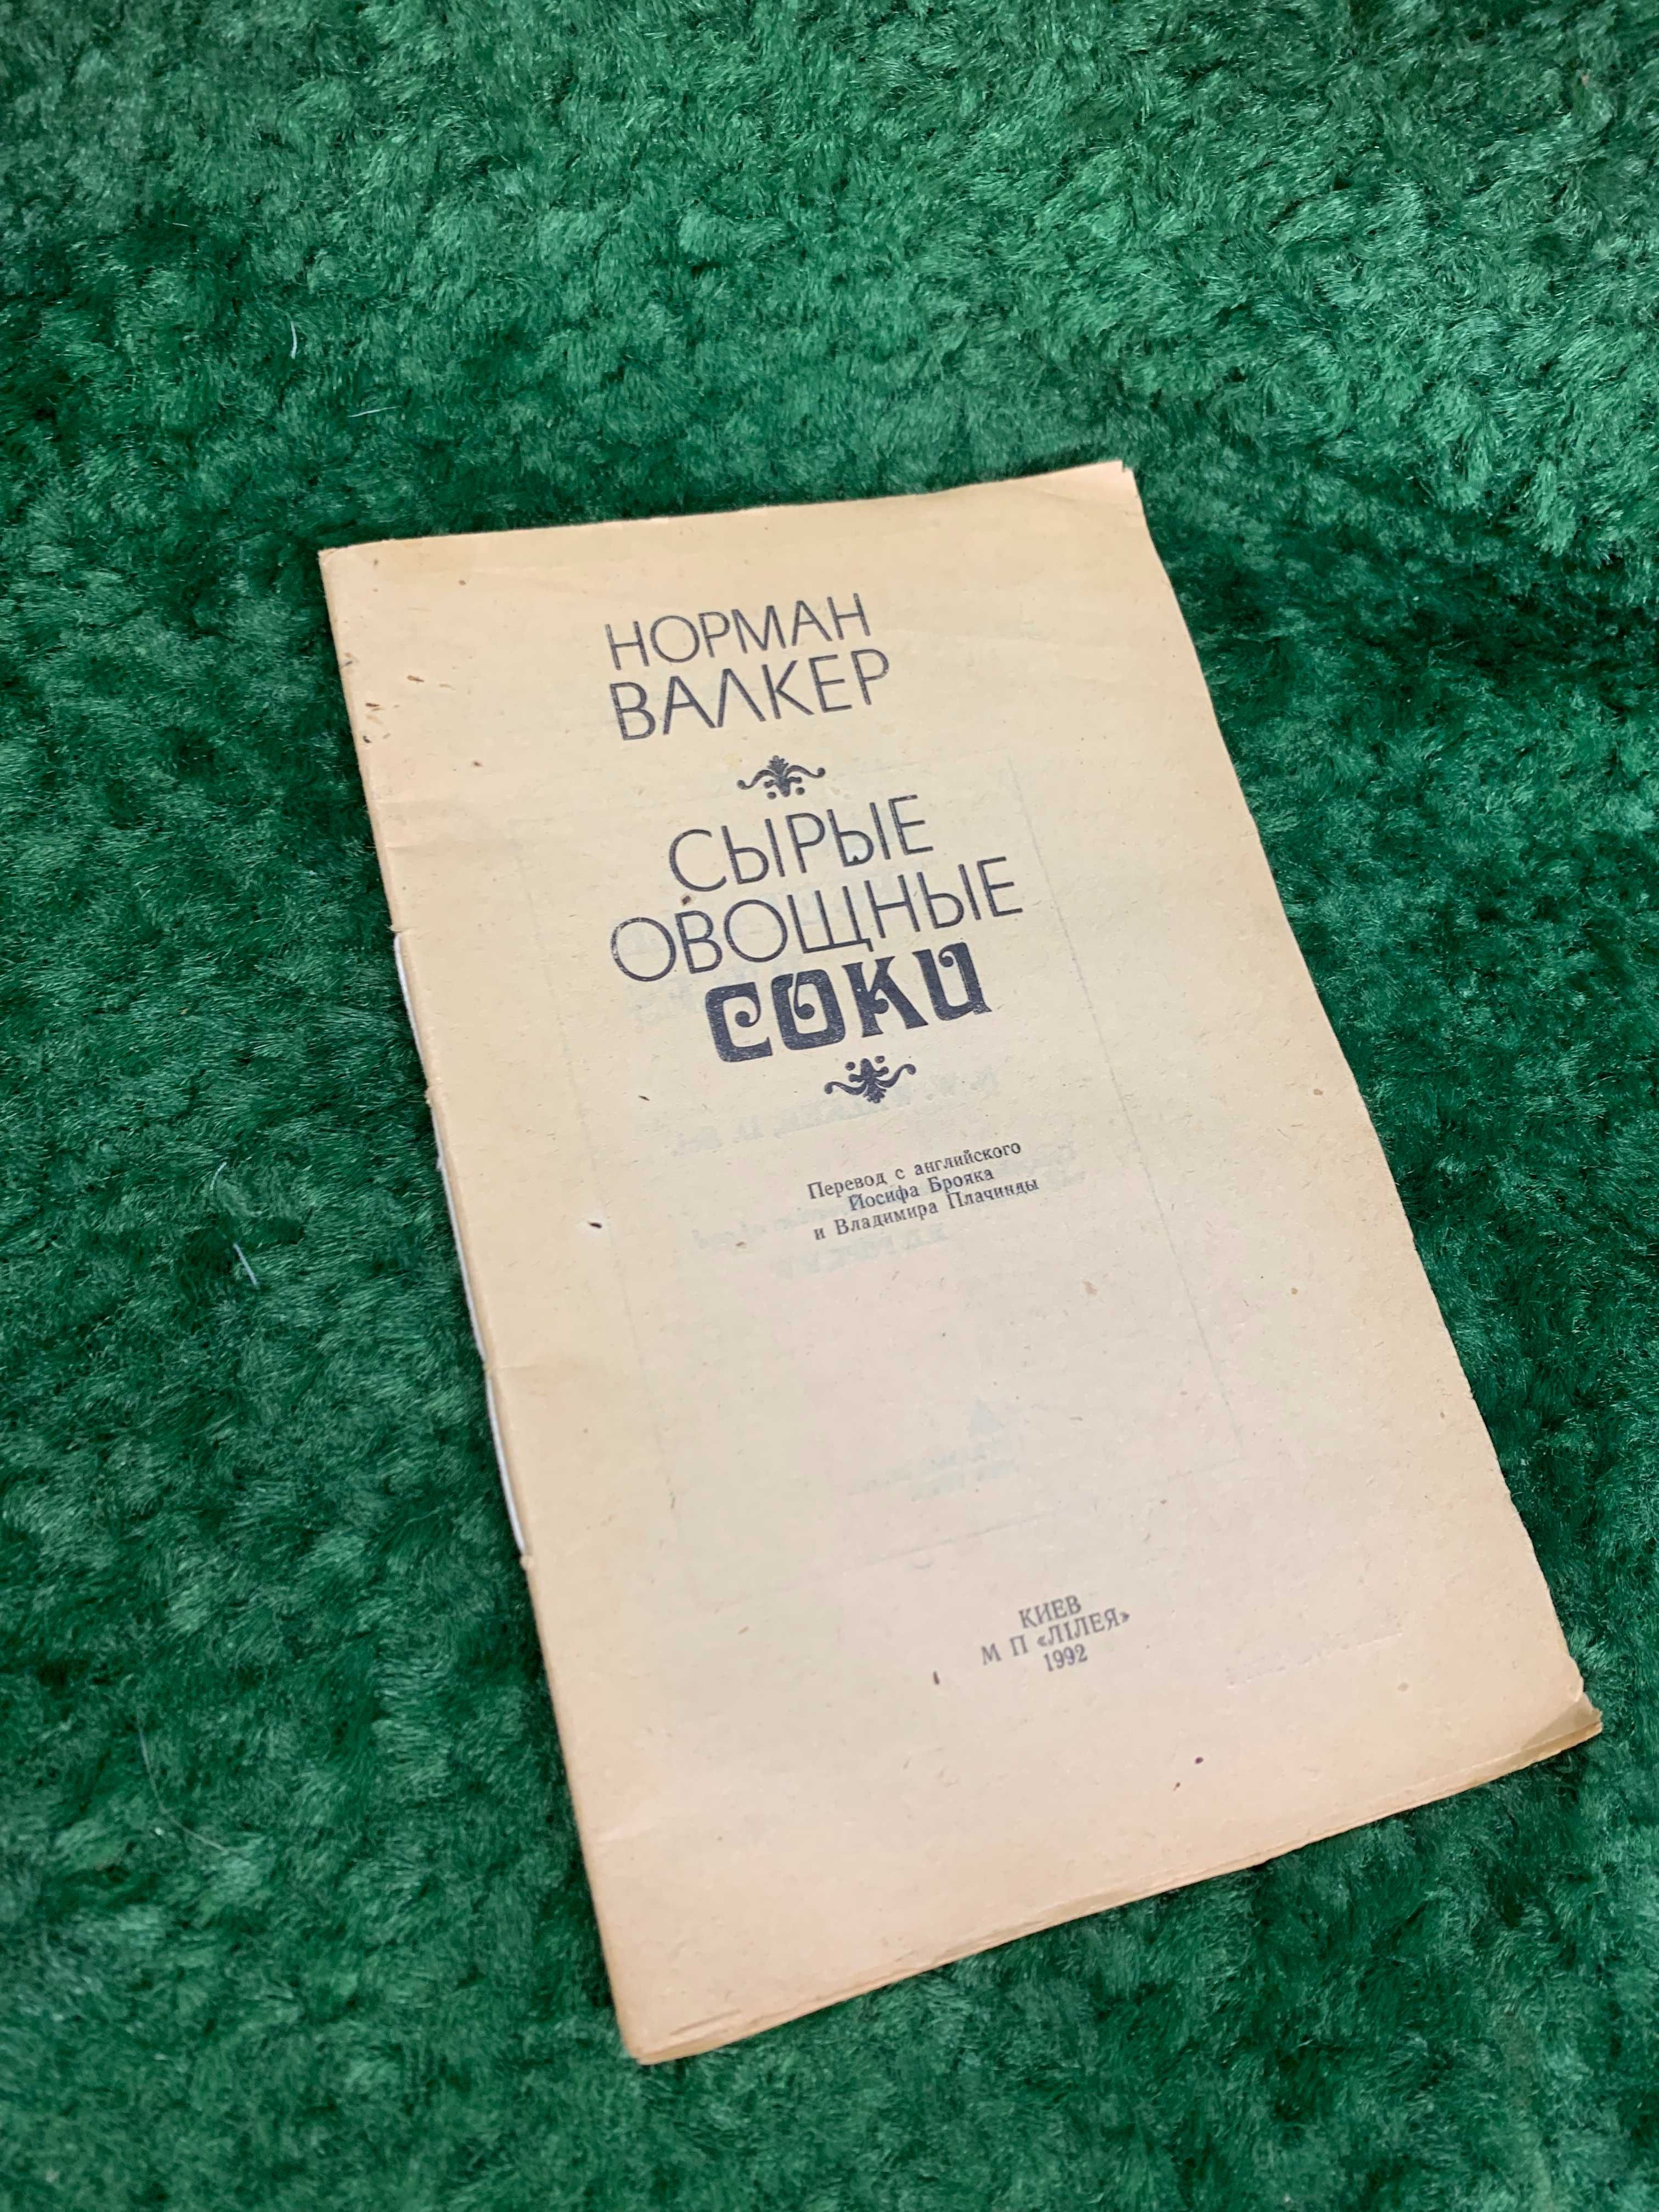 НОРМАН
ВАЛКЕР
СЫРЫЕ
ОВОЩНЫЕ
СОКИ
Перевод с английского
Йосифа Брояка
и Владимира Плачинды
КИЕВ
М П «ЛІЛЕЯ»
1992